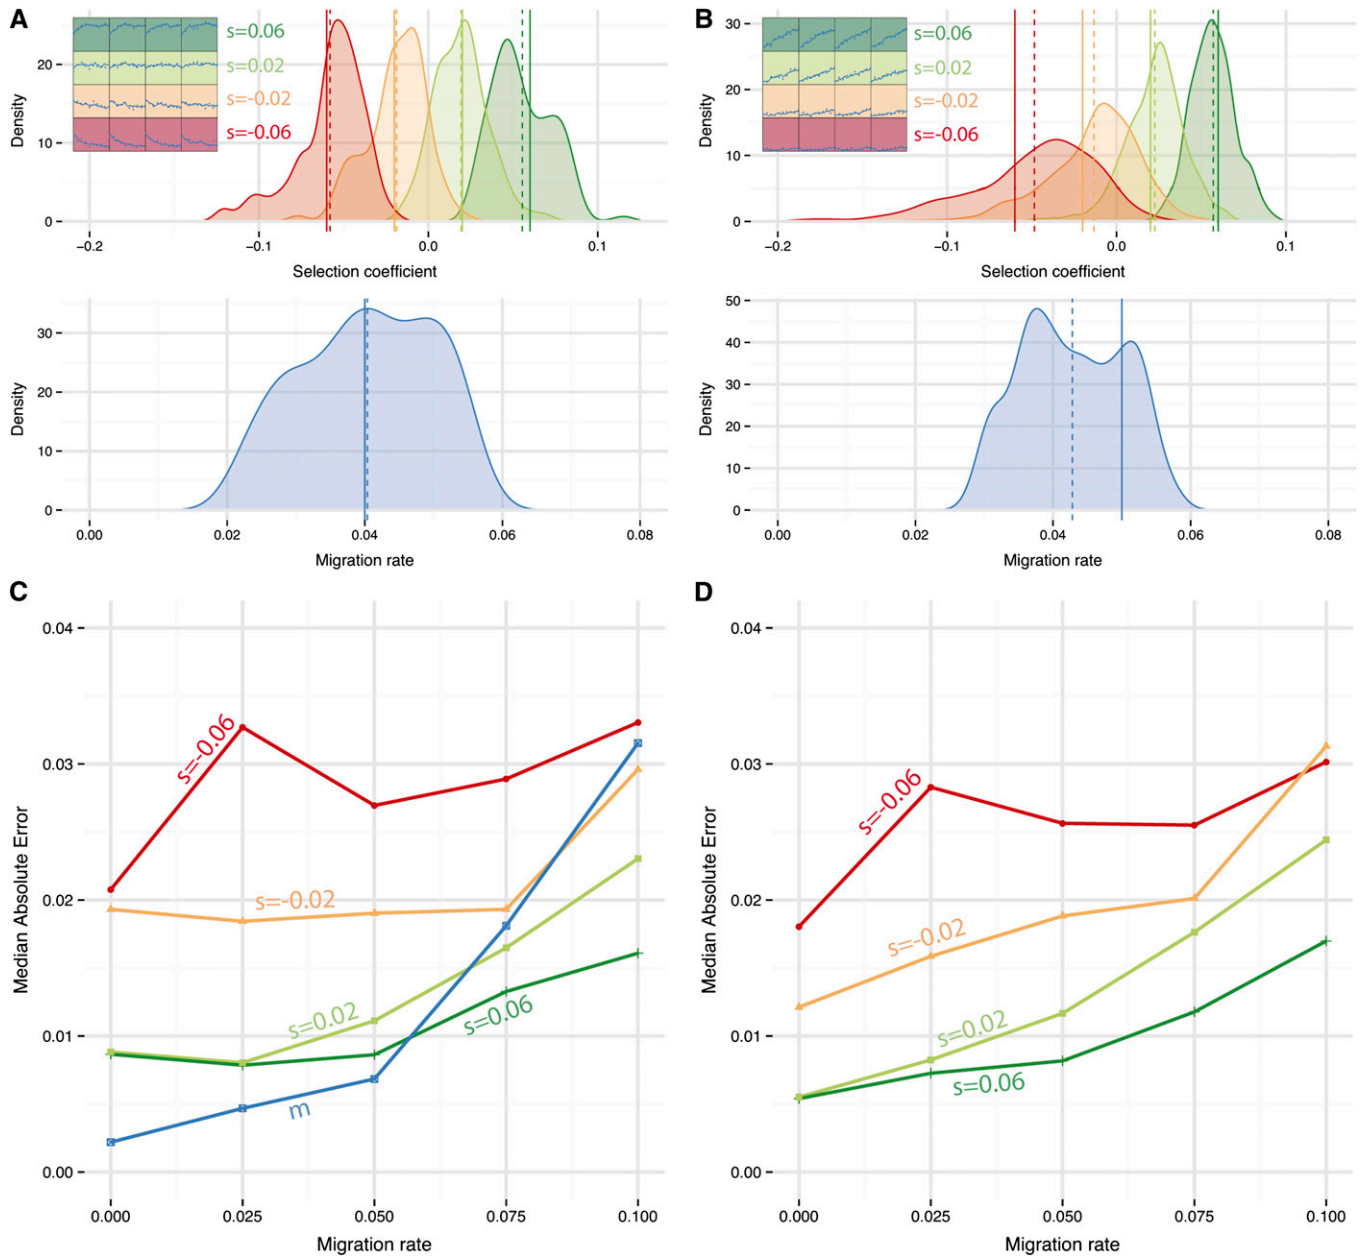 A
s=0.06
s=0.02
s=-0.02
s=-0.06
Density
20
10
0
−0.2
−0.1
0.0
0.1
Selection coefficient
Density
30
20
10
0
0.00
0.02
0.04
0.06
0.08
Migration rate
B
s=0.06
s=0.02
s=-0.02
s=-0.06
Density
30
20
10
0
−0.2
−0.1
0.0
0.1
Selection coefficient
Density
50
40
30
20
10
0
0.00
0.02
0.04
0.06
0.08
Migration rate
C
Median Absolute Error
0.04
0.03
0.02
0.01
0.00
s=-0.06
s=-0.02
s=0.02
s=0.06
m
0.000
0.025
0.050
0.075
0.100
Migration rate
D
Median Absolute Error
0.04
0.03
0.02
0.01
0.00
s=-0.06
s=-0.02
s=0.02
s=0.06
0.000
0.025
0.050
0.075
0.100
Migration rate